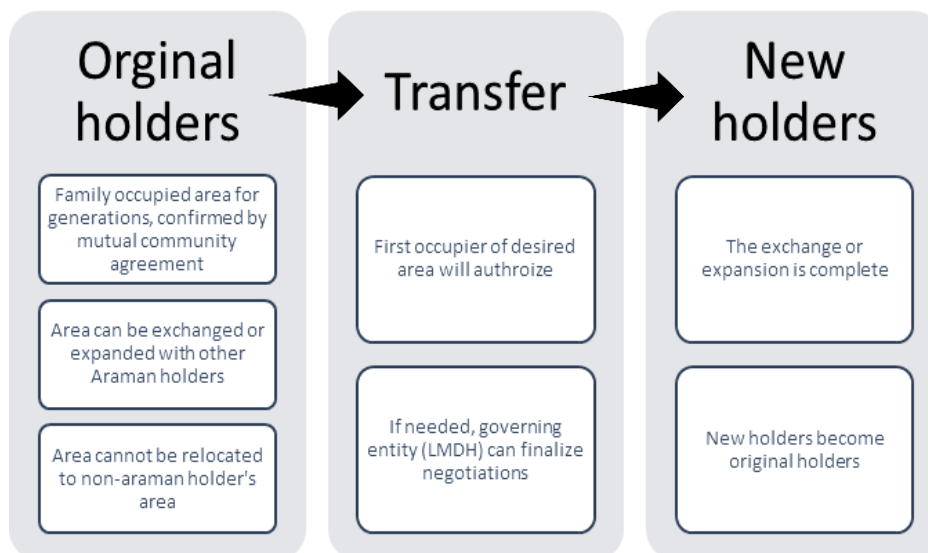 Orginal
holders
Family occupied area for
generations, confirmed by
mutual community
agreement
Area can be exchanged or
expanded with other
Araman holders
Area cannot be relocated
to non-araman holder's
area
Transfer
First occupier of desired
area will authroize
If needed, governing
entity (LMDH) can finalize
negotiations
New
holders
The exchange or
expansion is complete
New holders become
original holders